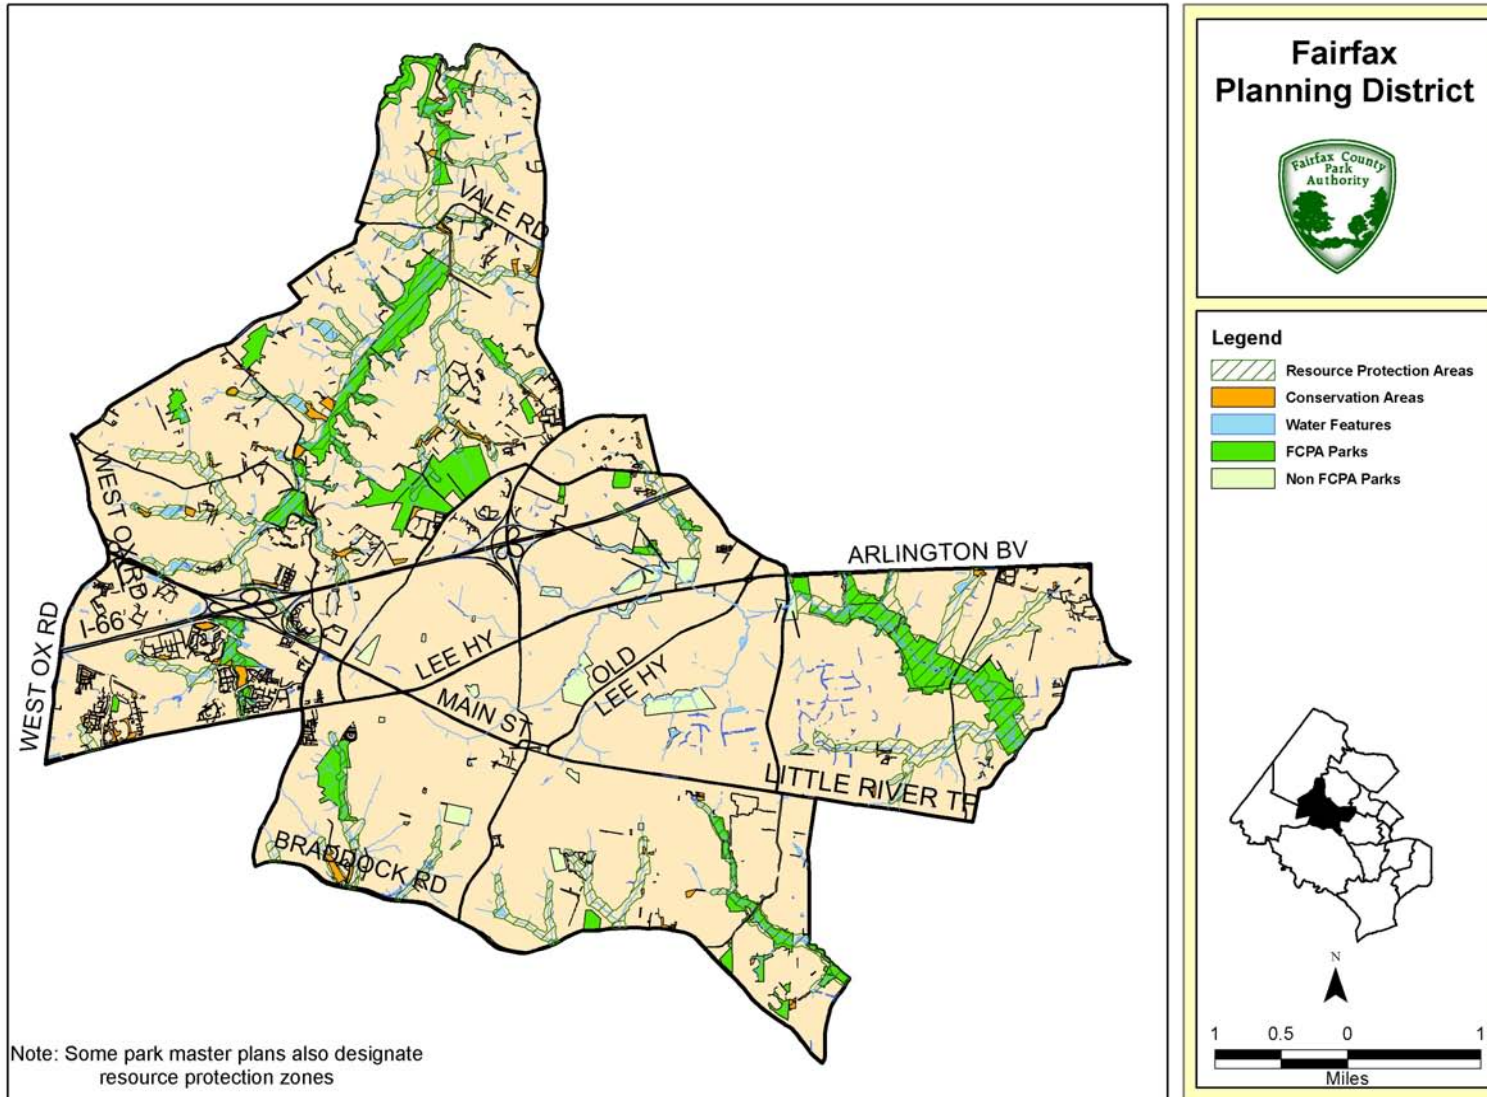 Fairfax
Planning District
Fairfax County
Park
Authority
Legend
Resource Protection Areas
Conservation Areas
Water Features
FCPA Parks
Non FCPA Parks
VALE RD
WEST OX RD
I-66
WEST OX RD
ARLINGTON BV
LEE HY
OLD
LEE HY
MAIN ST
LITTLE RIVER
BRADDOCK RD
N
1 0.5 0 1
Miles
Note: Some park master plans also designate
resource protection zones